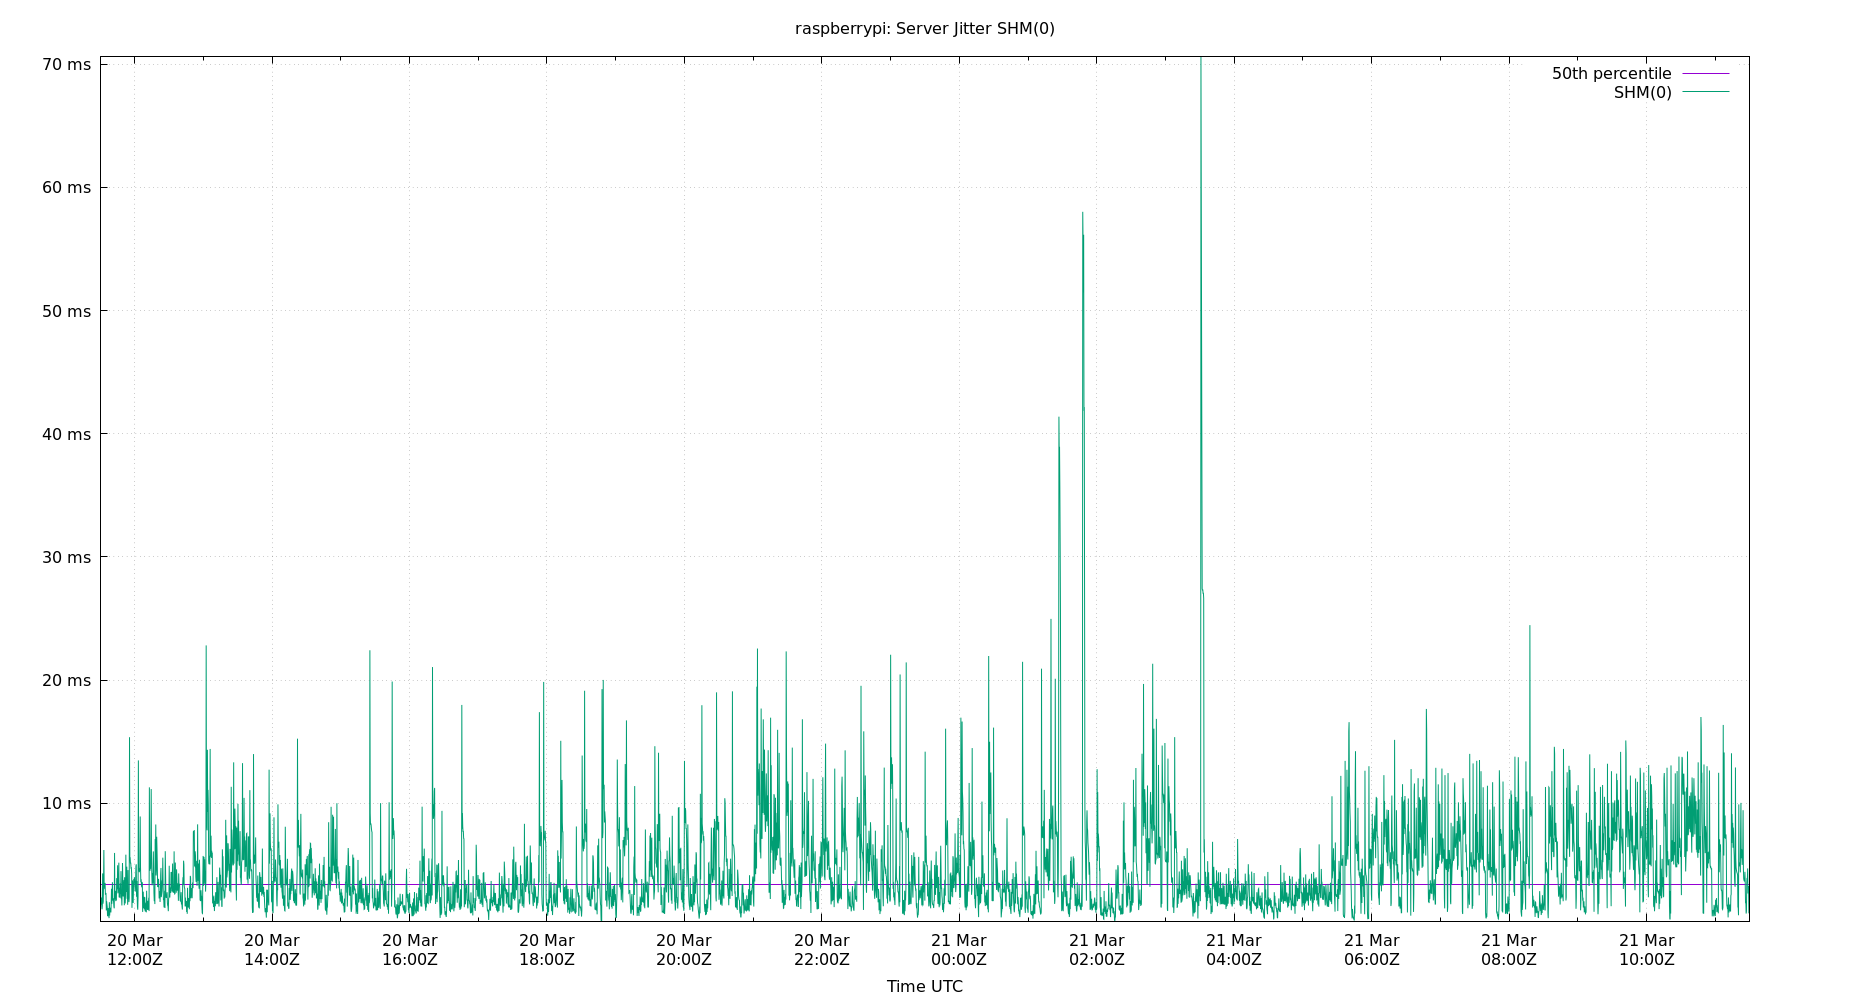 raspberrypi: Server Jitter SHM(0)
70 ms
60 ms
50 ms
40 ms
30 ms
20 ms
10 ms
50th percentile
SHM(0)
20 Mar
12:00Z
20 Mar
14:00Z
20 Mar
16:00Z
20 Mar
18:00Z
20 Mar
20:00Z
20 Mar
22:00Z
21 Mar
00:00Z
21 Mar
02:00Z
21 Mar
04:00Z
21 Mar
06:00Z
21 Mar
08:00Z
21 Mar
10:00Z
Time UTC